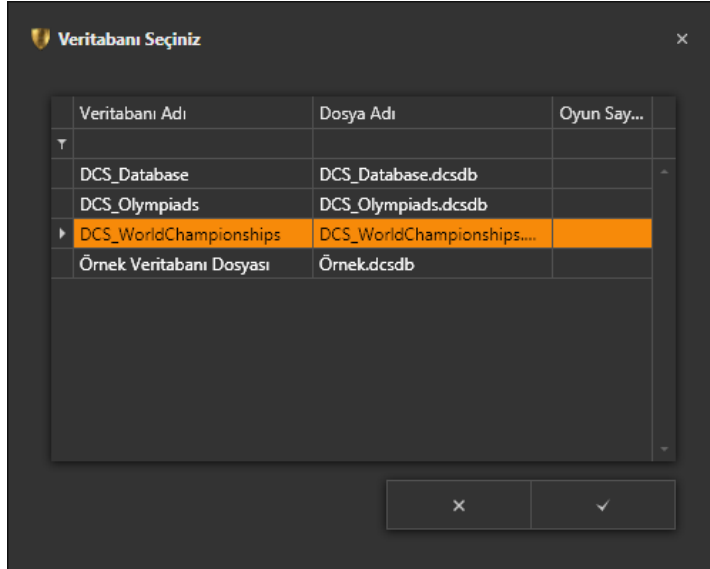 Veritabanı Seçiniz
Veritabanı Adı Dosya Adı Oyun Say...
DCS_Database DCS_Database.dcsdb
DCS_Olympiads DCS_Olympiads.dcsdb
DCS_WorldChampionships DCS_WorldChampionships....
Örnek Veritabanı Dosyası Örnek.dcsdb